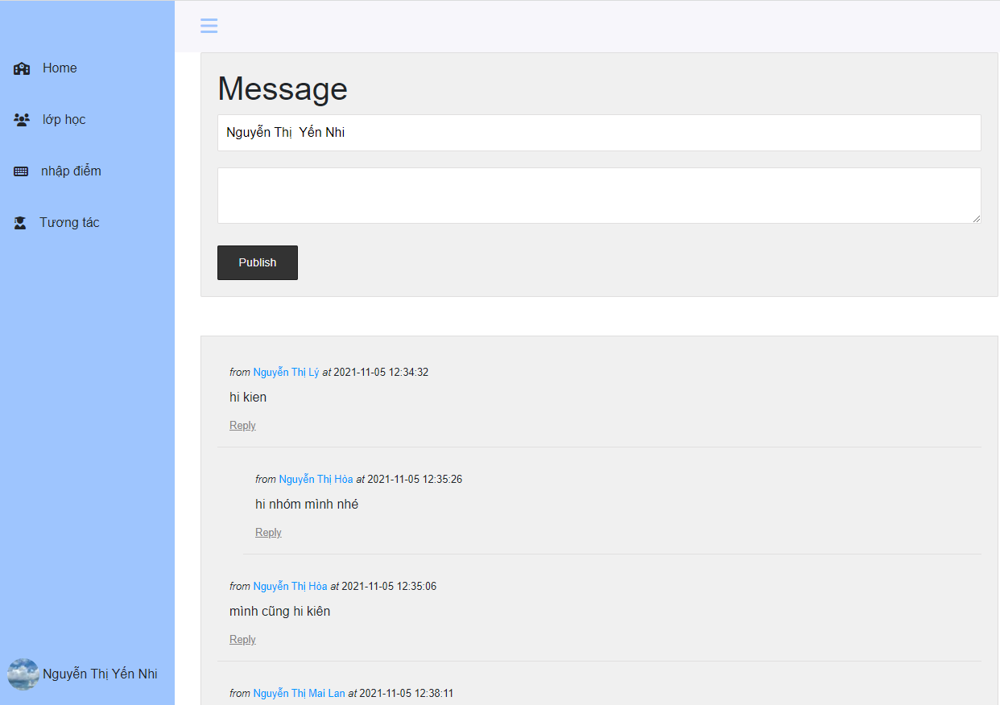 Home
lớp học
nhập điểm
Tương tác
Nguyễn Thị Yến Nhi
Message
Nguyễn Thị  Yến Nhi
Publish
from Nguyễn Thị Lý at 2021-11-05 12:34:32
hi kien
Reply
from Nguyễn Thị Hòa at 2021-11-05 12:35:26
hi nhóm mình nhé
Reply
from Nguyễn Thị Hòa at 2021-11-05 12:35:06
mình cũng hi kiên
Reply
from Nguyễn Thị Mai Lan at 2021-11-05 12:38:11